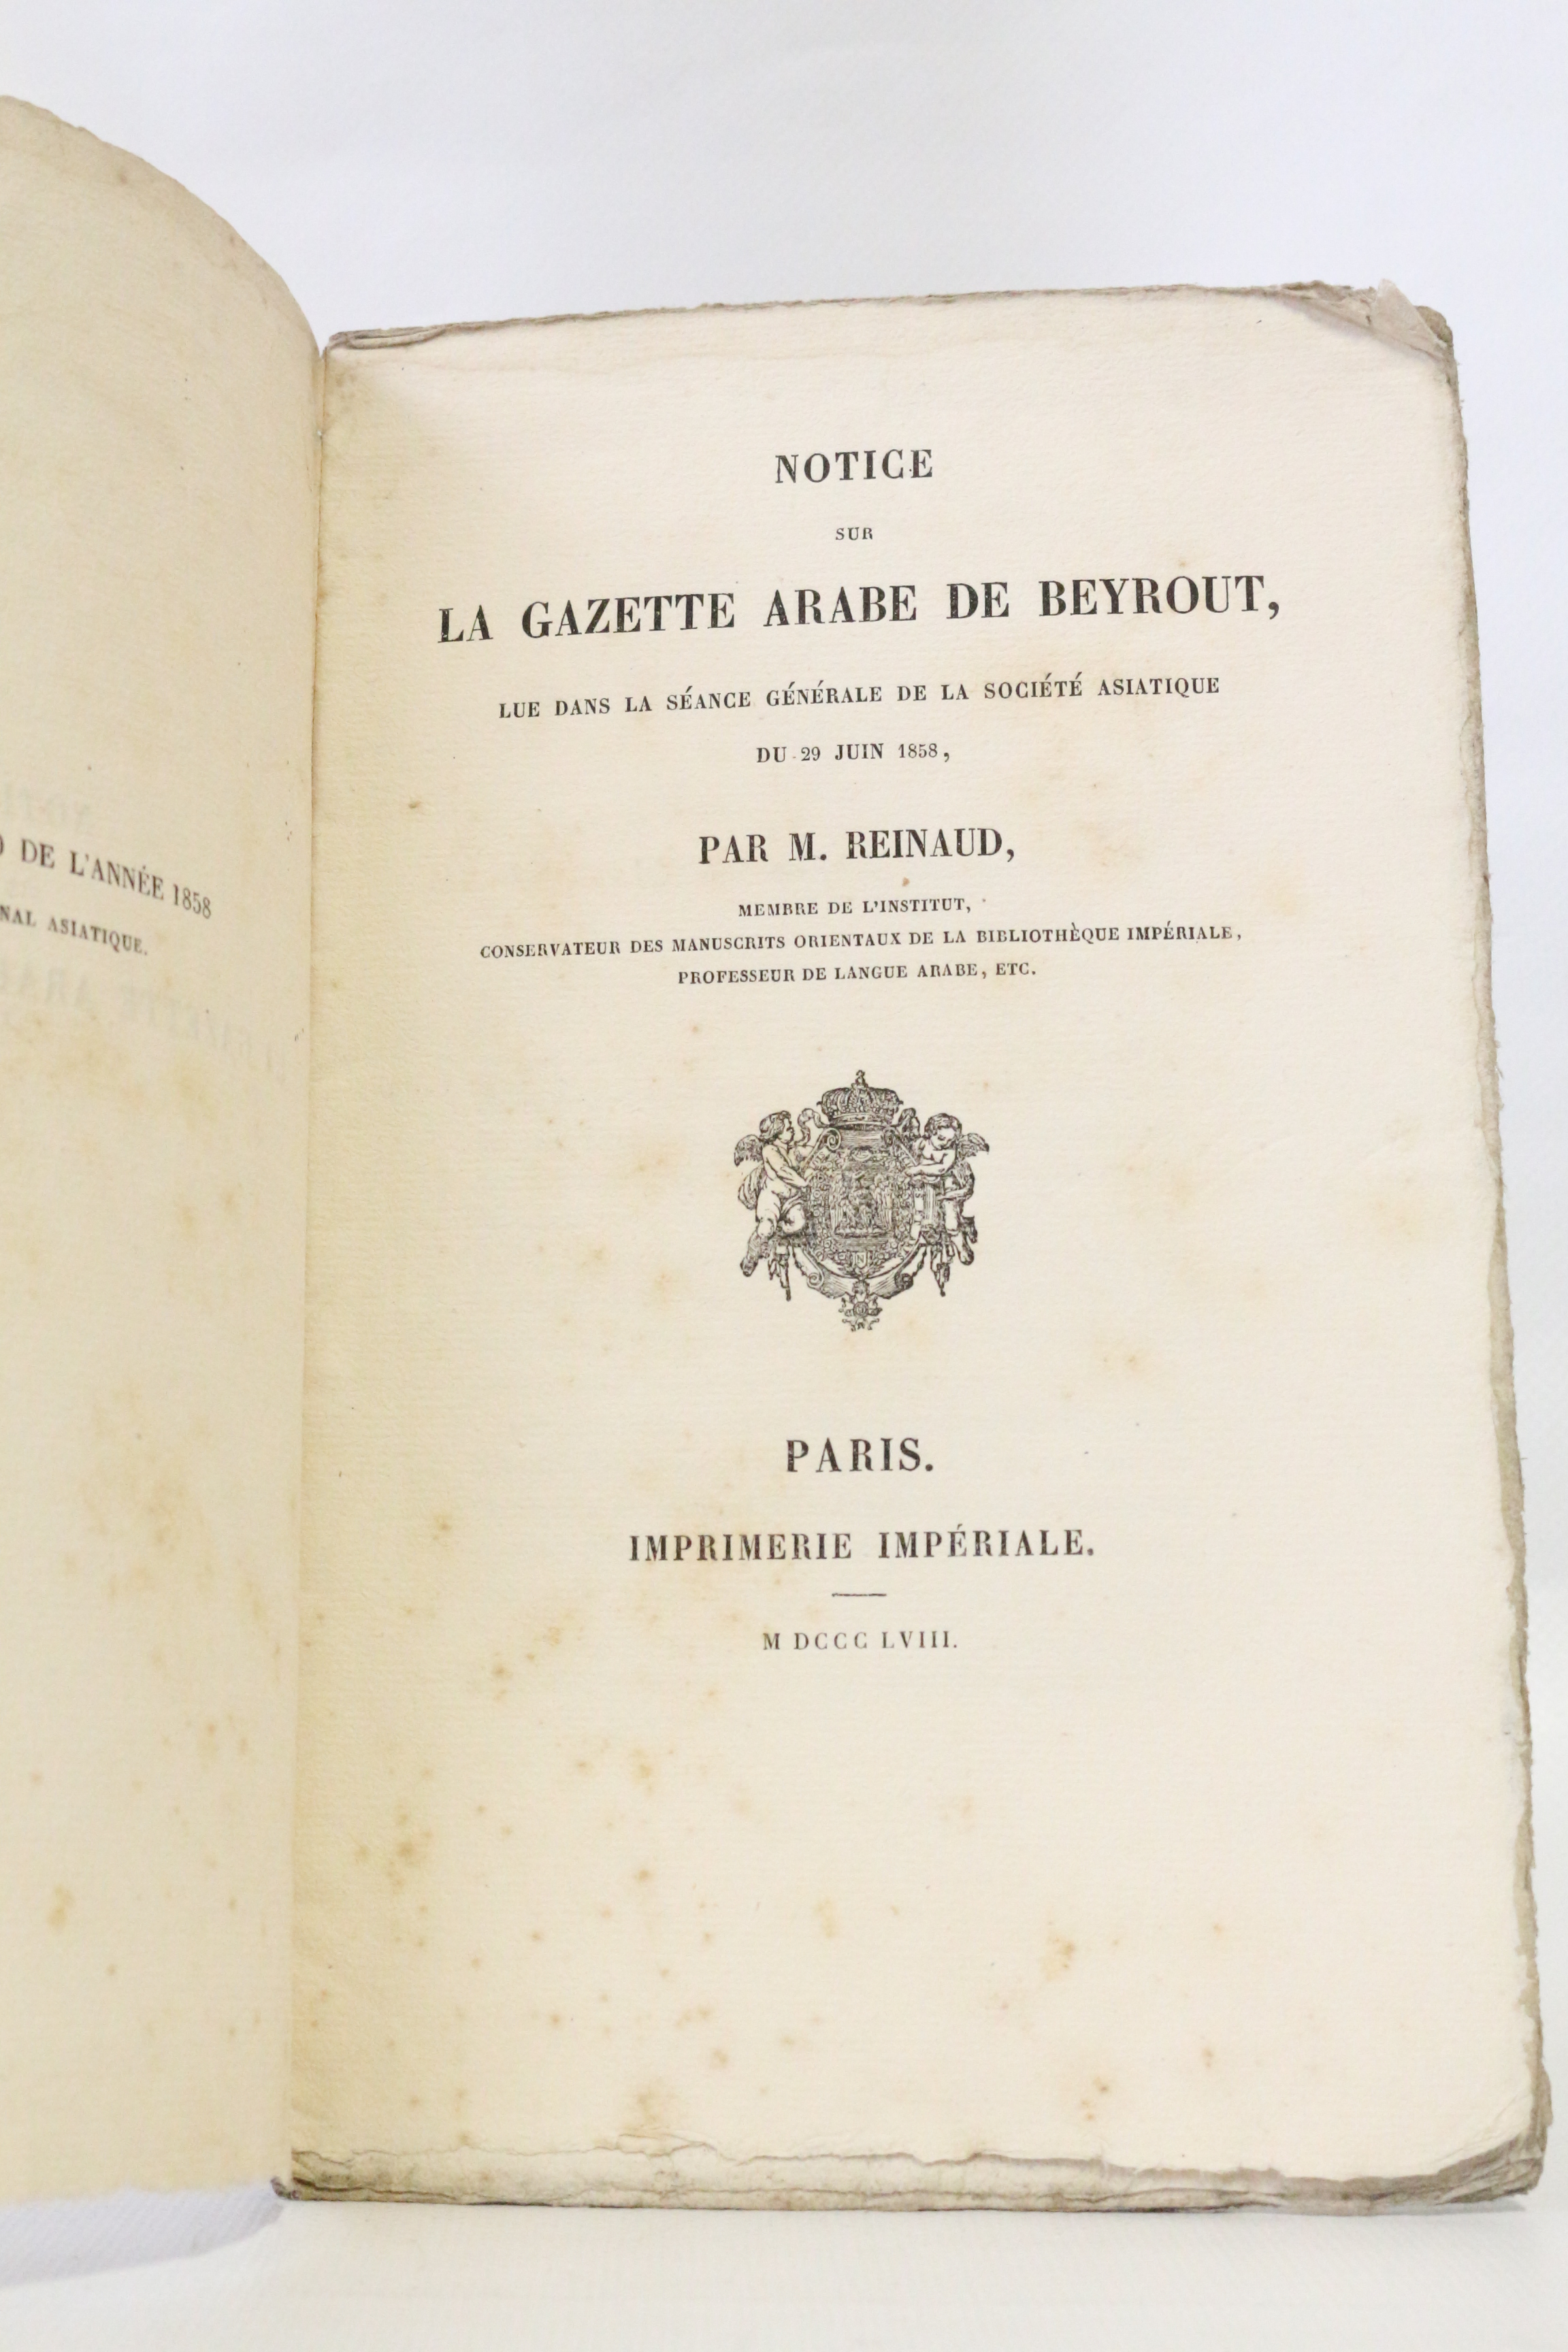 DE L'ANNÉE 1858
ASIATIQUE.
NOTICE
SUR
LA GAZETTE ARABE DE BEYROUT,
LUE DANS LA SÉANCE GÉNÉRALE DE LA SOCIÉTÉ ASIATIQUE
DU 29 JUIN 1858,
PAR M. REINAUD,
MEMBRE DE L'INSTITUT,
CONSERVATEUR DES MANUSCRITS ORIENTAUX DE LA BIBLIOTHÈQUE IMPÉRIALE,
PROFESSEUR DE LANGUE ARABE, ETC.
PARIS.
IMPRIMERIE IMPÉRIALE.
M DCCC LVIII.